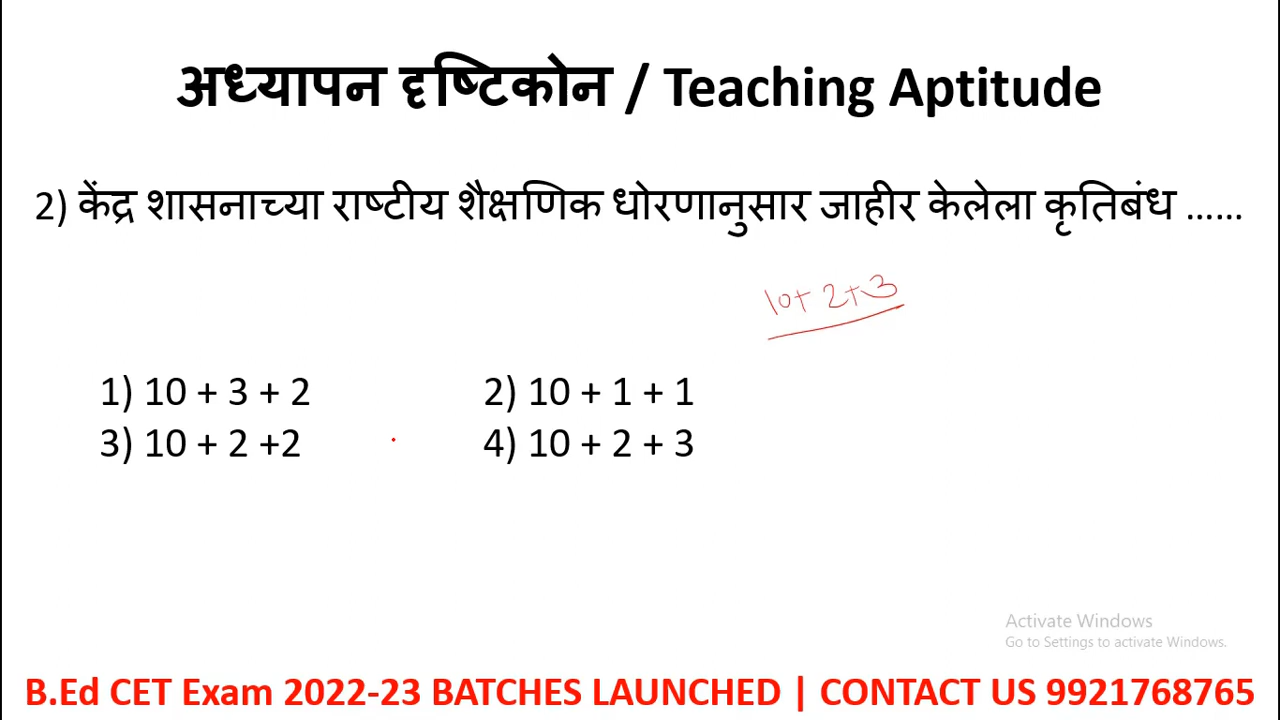 अध्यापन दृष्टिकोन / Teaching Aptitude
2) केंद्र शासनाच्या राष्टीय शैक्षणिक धोरणानुसार जाहीर केलेला कृतिबंध ......
10+ 2+3
1) 10 + 3 + 2 2) 10 + 1 + 1
3) 10 + 2 +2 4) 10 + 2 + 3
Activate Windows
Go to Settings to activate Windows.
B.Ed CET Exam 2022-23 BATCHES LAUNCHED | CONTACT US 9921768765